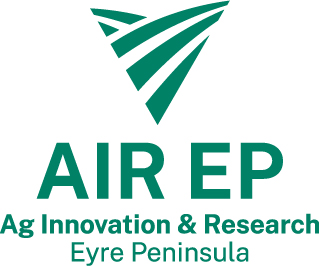 AIR EP
Ag Innovation & Research
Eyre Peninsula